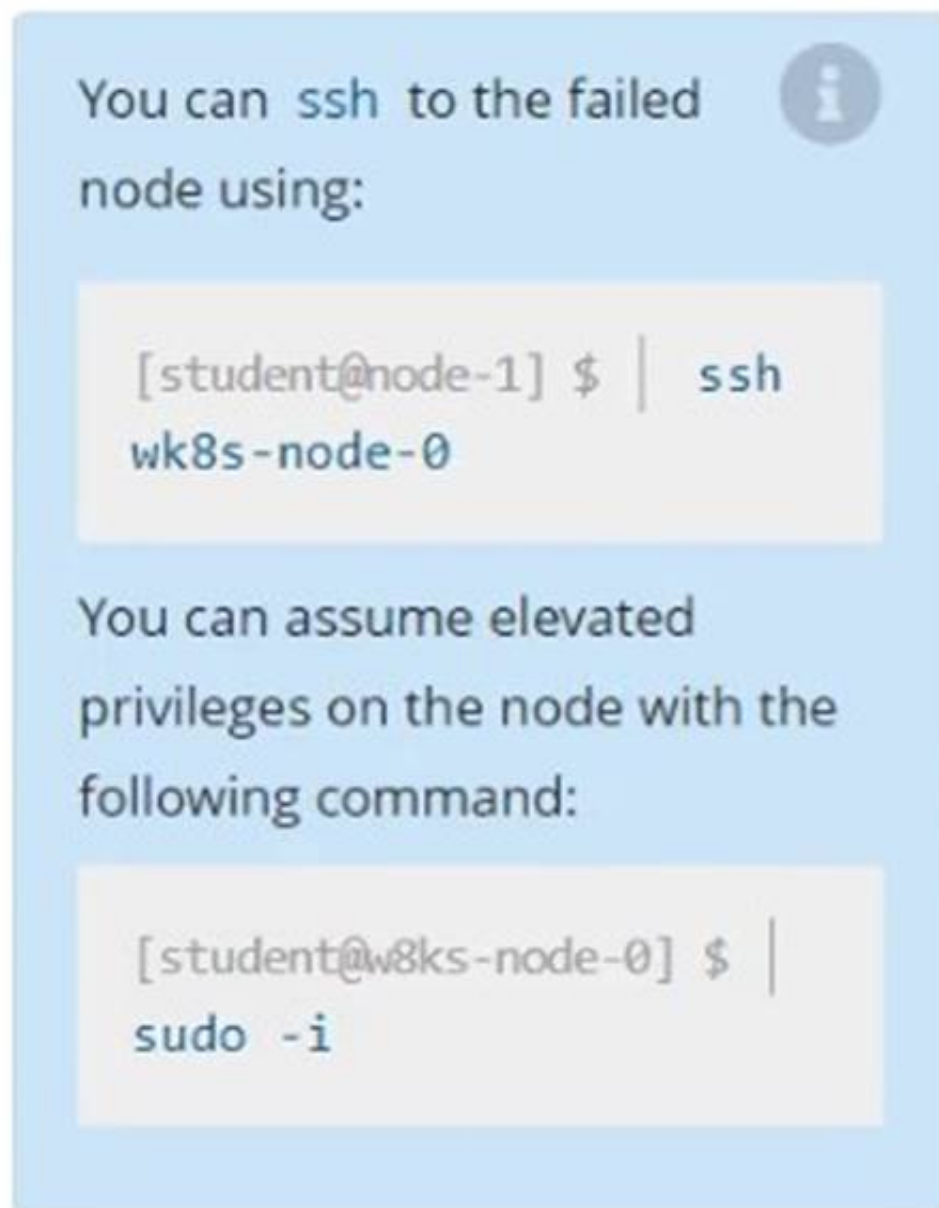 You can ssh to the failed
node using:
[student@node-1] $ | ssh
wk8s-node-0
You can assume elevated
privileges on the node with the
following command:
[student@w8ks-node-0] $ |
sudo -i